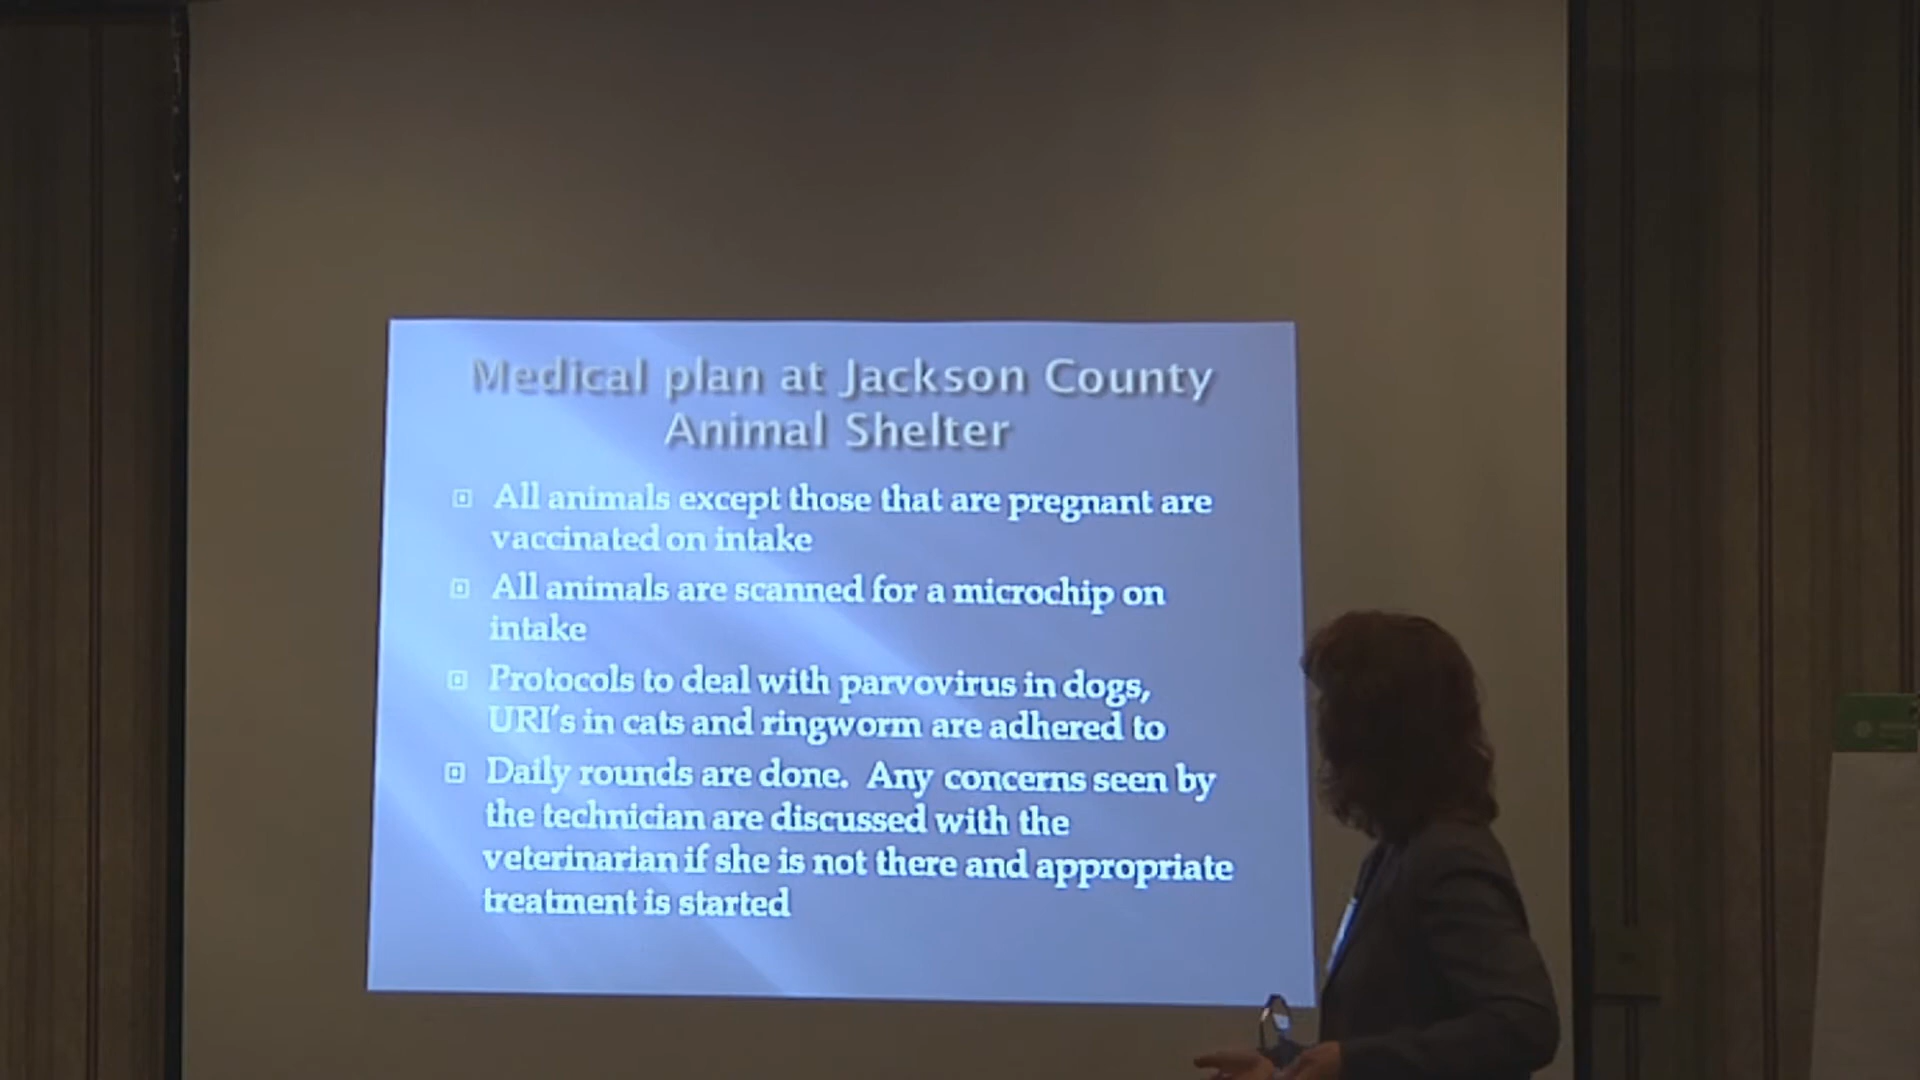 Medical plan at Jackson County
Animal Shelter
All animals except those that are pregnant are
vaccinated on intake
All animals are scanned for a microchip on
intake
Protocols to deal with parvovirus in dogs,
URI's in cats and ringworm are adhered to
Daily rounds are done.  Any concerns seen by
the technician are discussed with the
veterinarian if she is not there and appropriate
treatment is started